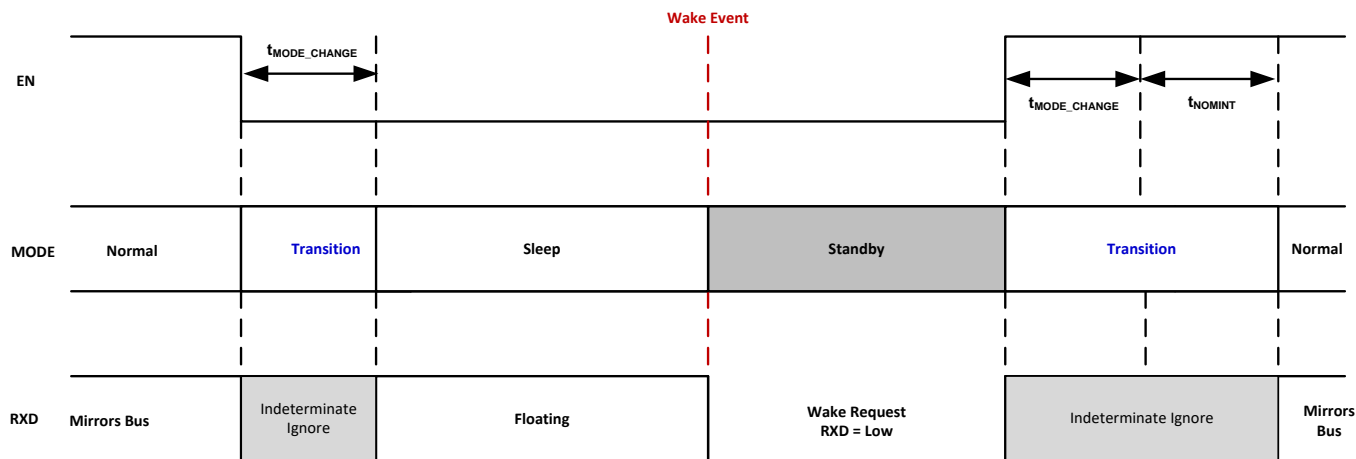 Wake Event
EN
tMODE_CHANGE
tMODE_CHANGE
tNOMINT
MODE
Normal
Transition
Sleep
Standby
Transition
Normal
RXD
Mirrors Bus
Indeterminate
Ignore
Floating
Wake Request
RXD = Low
Indeterminate Ignore
Mirrors
Bus